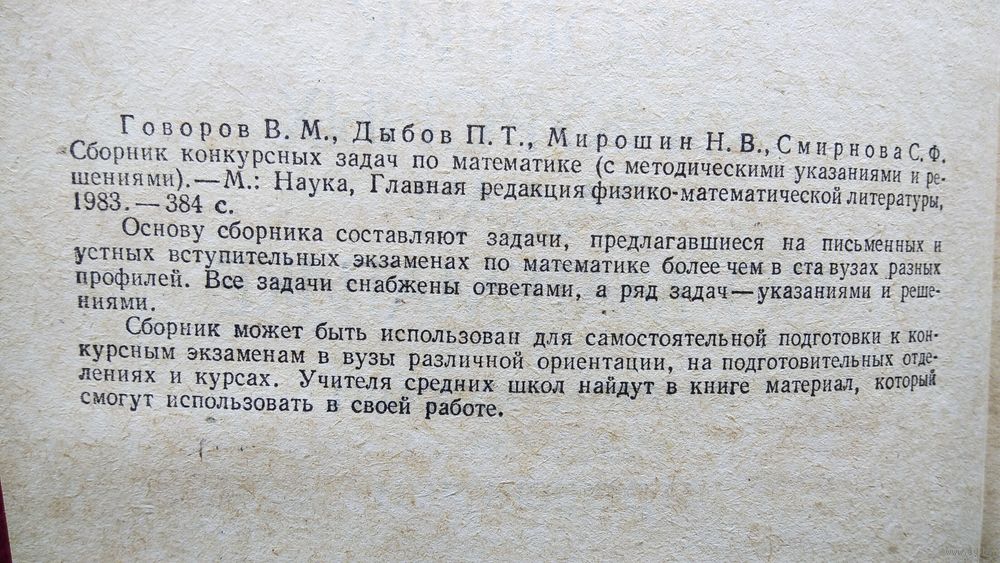 Говоров В. М., Дыбов П. Т., Мирошин Н. В., Смирнова С. Ф.
Сборник конкурсных задач по математике (с методическими указаниями и ре-
шениями).—М.: Наука, Главная редакция физико-математической литературы,
1983.—384 с.
Основу сборника составляют задачи, предлагавшиеся на письменных и
устных вступительных экзаменах по математике более чем в ста вузах разных
профилей. Все задачи снабжены ответами, а ряд задач—указаниями и реше-
ниями.
Сборник может быть использован для самостоятельной подготовки к кон-
курсным экзаменам в вузы различной ориентации, на подготовительных отде-
лениях и курсах. Учителя средних школ найдут в книге материал, который
смогут использовать в своей работе.